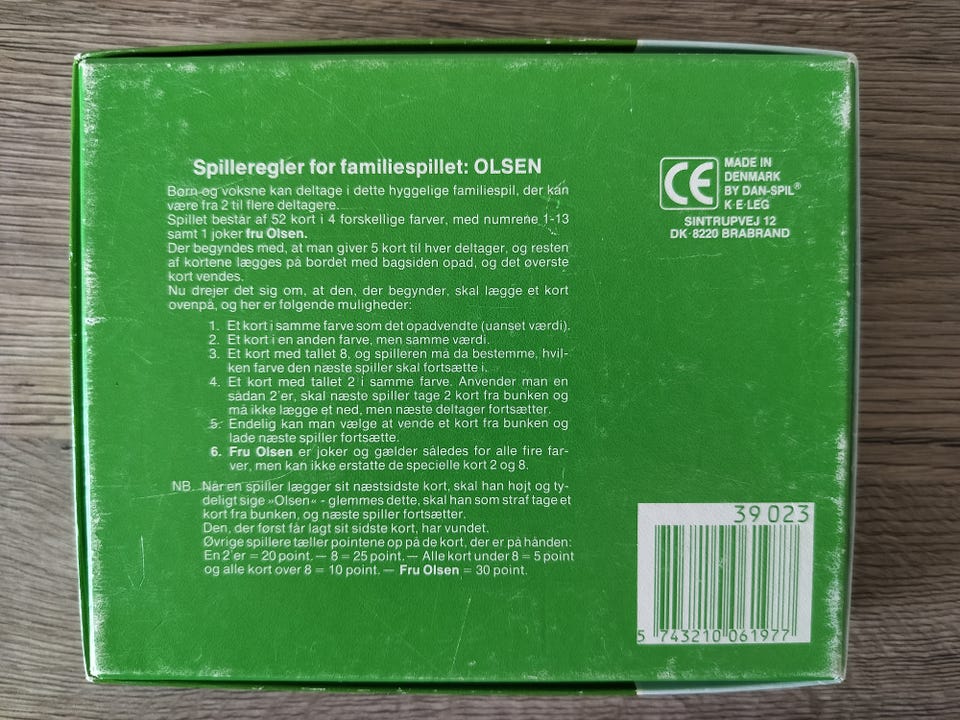 Spilleregler for familiespillet: OLSEN
Børn og voksne kan deltage i dette hyggelige familiespil, der kan
være fra 2 til flere deltagere.
Spillet består af 52 kort i 4 forskellige farver, med numrene 1-13
samt 1 joker fru Olsen.
Der begyndes med, at man giver 5 kort til hver deltager, og resten
af kortene lægges på bordet med bagsiden opad, og det øverste
kort vendes.
Nu drejer det sig om, at den, der begynder, skal lægge et kort
ovenpå, og her er følgende muligheder:
1. Et kort i samme farve som det opadvendte (uanset værdi).
2. Et kort i en anden farve, men samme værdi.
3. Et kort med tallet 8, og spilleren må da bestemme, hvil-
ken farve den næste spiller skal fortsætte i.
4. Et kort med tallet 2 i samme farve. Anvender man en
sådan 2'er, skal næste spiller tage 2 kort fra bunken og
må ikke lægge et ned, men næste deltager fortsætter.
5. Endelig kan man vælge at vende et kort fra bunken og
lade næste spiller fortsætte.
6. Fru Olsen er joker og gælder således for alle fire far-
ver, men kan ikke erstatte de specielle kort 2 og 8.
NB. Når en spiller lægger sit næstsidste kort, skal han højt og ty-
deligt sige »Olsen« - glemmes dette, skal han som straf tage et
kort fra bunken, og næste spiller fortsætter.
Den, der først får lagt sit sidste kort, har vundet.
Øvrige spillere tæller pointene op på de kort, der er på hånden:
En 2'er = 20 point. — 8 = 25 point. — Alle kort under 8 = 5 point
og alle kort over 8 = 10 point. — Fru Olsen = 30 point.
CE
MADE IN
DENMARK
BY DAN-SPIL®
K·E·LEG
SINTRUPVEJ 12
DK-8220 BRABRAND
39 023
5 743210 061977